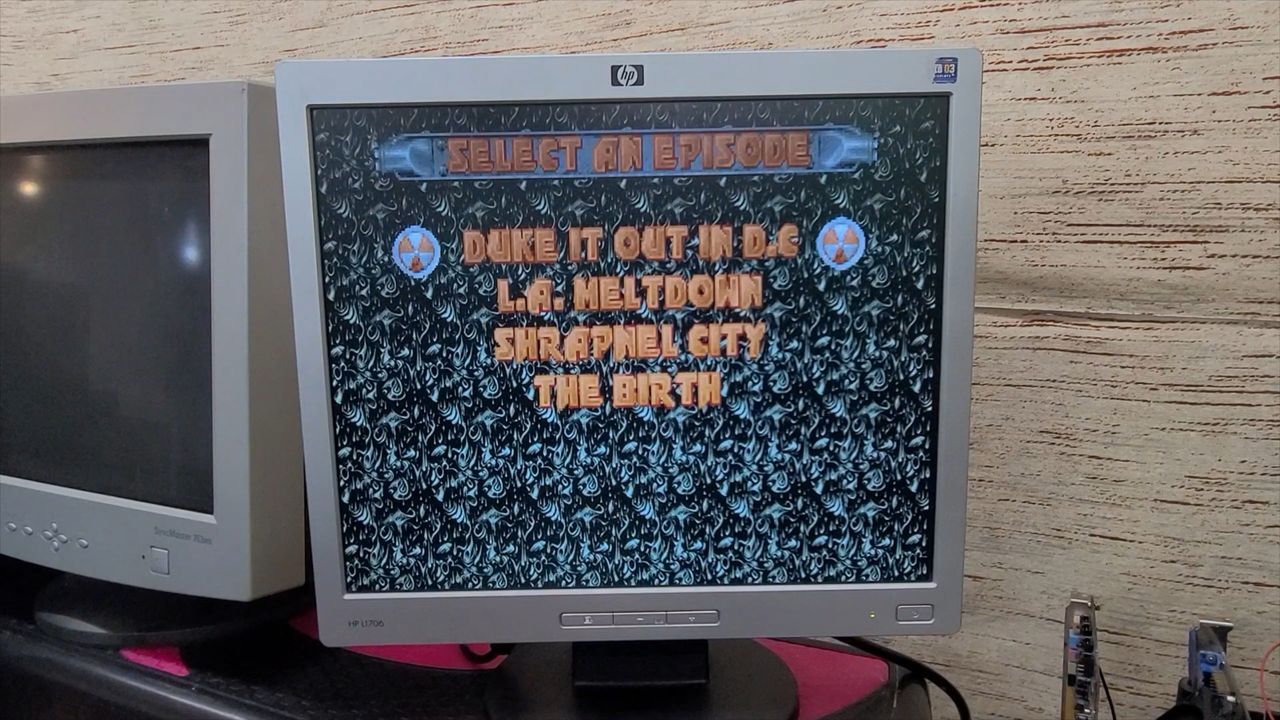 hp
SELECT AN EPISODE
DUKE IT OUT IN D.C
L.A. MELTDOWN
SHRAPNEL CITY
THE BIRTH
HP L1706